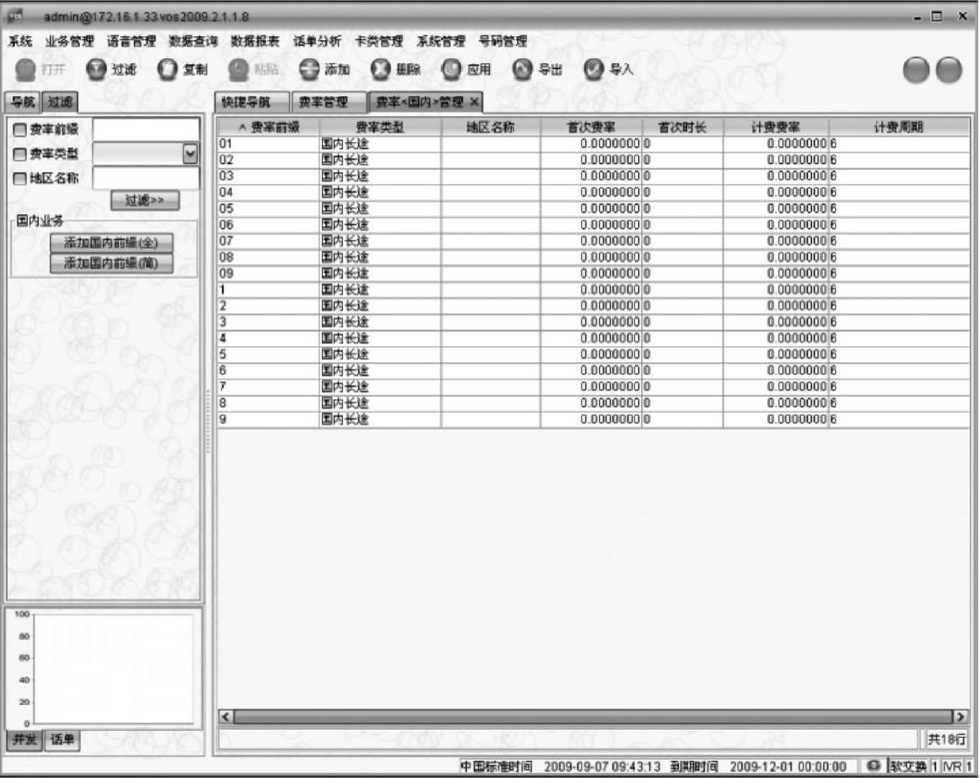 admin@172.16.1.33 vos2009.2.1.1.8
系统 业务管理 语音管理 数据查询 数据报表 话单分析 卡类管理 系统管理 号码管理
打开 过滤 复制 粘贴 添加 删除 应用 导出 导入
导航 过滤 快捷导航 费率管理 费率<国内>管理 ×
费率前缀
费率类型
地区名称
过滤>>
国内业务
添加国内前缀(全)
添加国内前缀(简)
^ 费率前缀 费率类型 地区名称 首次费率 首次时长 计费费率 计费周期
01 国内长途 0.0000000 0 0.0000000 6
02 国内长途 0.0000000 0 0.0000000 6
03 国内长途 0.0000000 0 0.0000000 6
04 国内长途 0.0000000 0 0.0000000 6
05 国内长途 0.0000000 0 0.0000000 6
06 国内长途 0.0000000 0 0.0000000 6
07 国内长途 0.0000000 0 0.0000000 6
08 国内长途 0.0000000 0 0.0000000 6
09 国内长途 0.0000000 0 0.0000000 6
1 国内长途 0.0000000 0 0.0000000 6
2 国内长途 0.0000000 0 0.0000000 6
3 国内长途 0.0000000 0 0.0000000 6
4 国内长途 0.0000000 0 0.0000000 6
5 国内长途 0.0000000 0 0.0000000 6
6 国内长途 0.0000000 0 0.0000000 6
7 国内长途 0.0000000 0 0.0000000 6
8 国内长途 0.0000000 0 0.0000000 6
9 国内长途 0.0000000 0 0.0000000 6
100
80
60
40
20
0
并发 话单
共18行
中国标准时间 2009-09-07 09:43:13 到期时间 2009-12-01 00:00:00 软交换 1 IVR 1